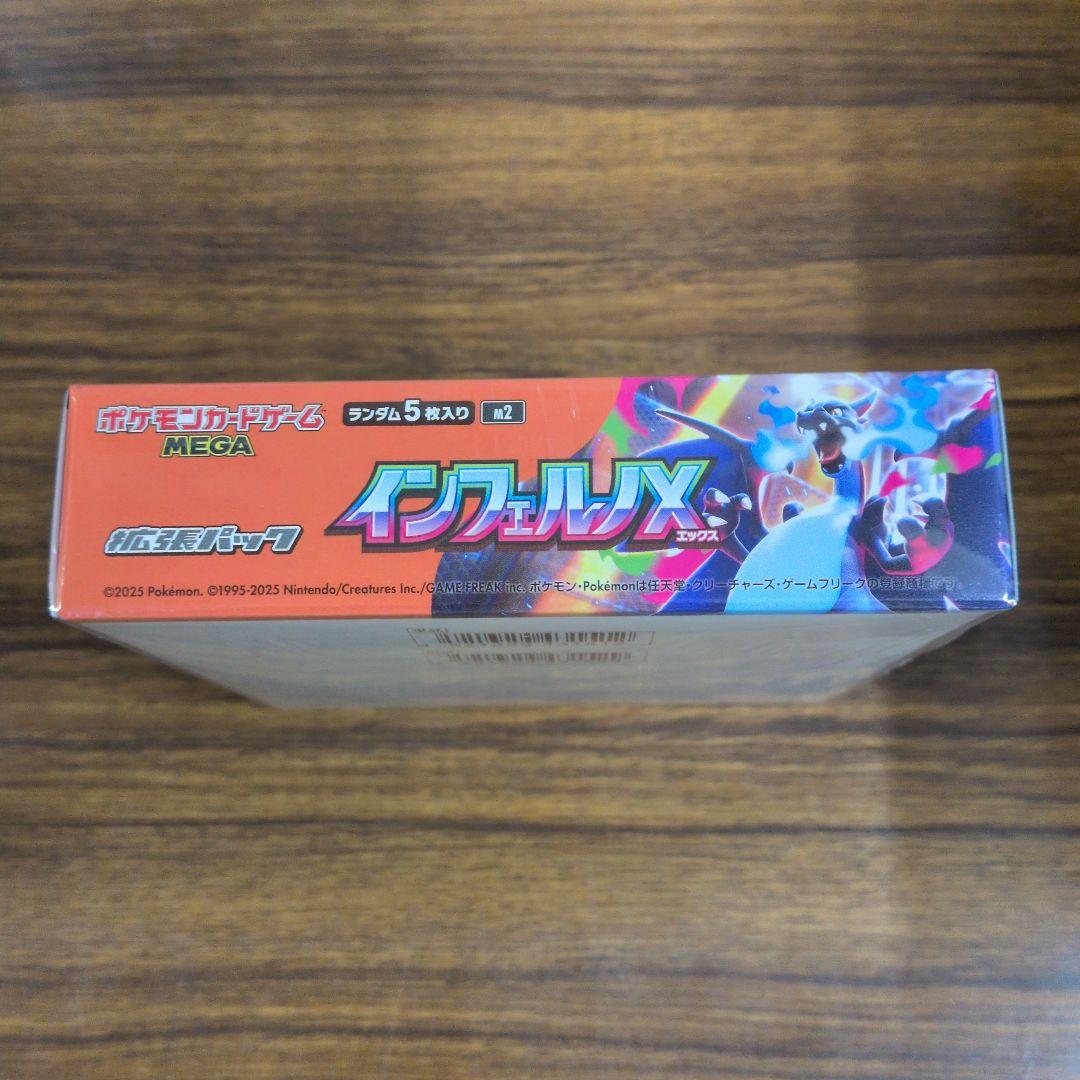 ポケモンカードゲーム
MEGA
ランダム5枚入り M2
インフェルノX
エックス
拡張パック
©2025 Pokémon. ©1995-2025 Nintendo/Creatures Inc./GAME FREAK inc. ポケモン・Pokémonは任天堂・クリーチャーズ・ゲームフリークの登録商標です